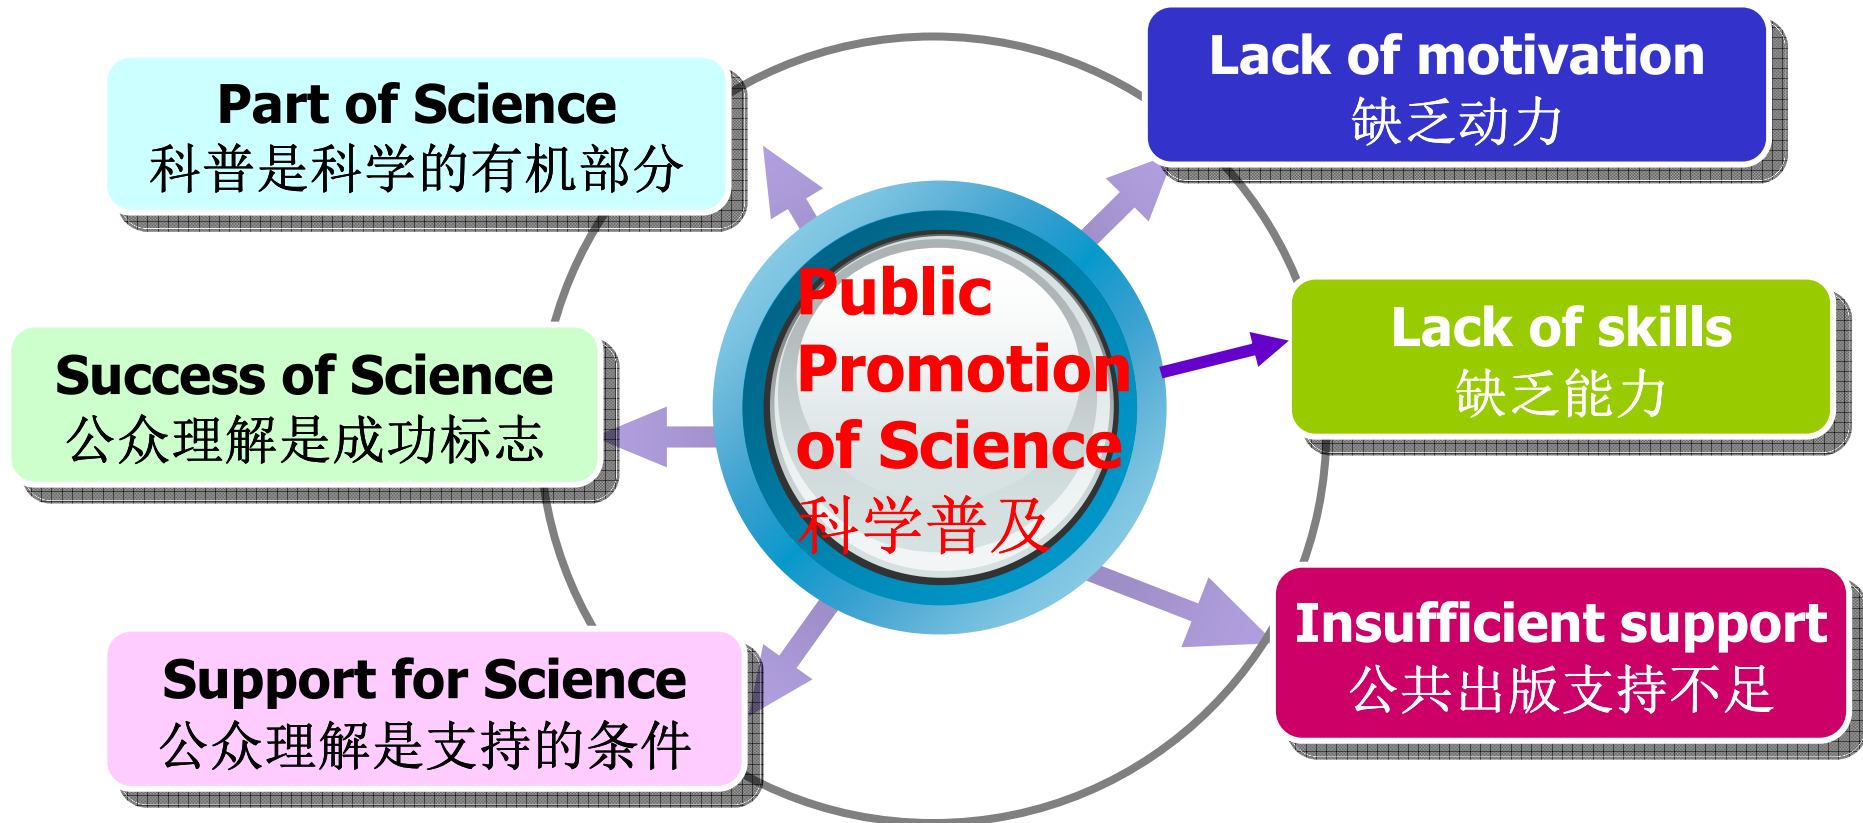 Part of Science
科普是科学的有机部分
Success of Science
公众理解是成功标志
Support for Science
公众理解是支持的条件
Public
Promotion
of Science
科学普及
Lack of motivation
缺乏动力
Lack of skills
缺乏能力
Insufficient support
公共出版支持不足